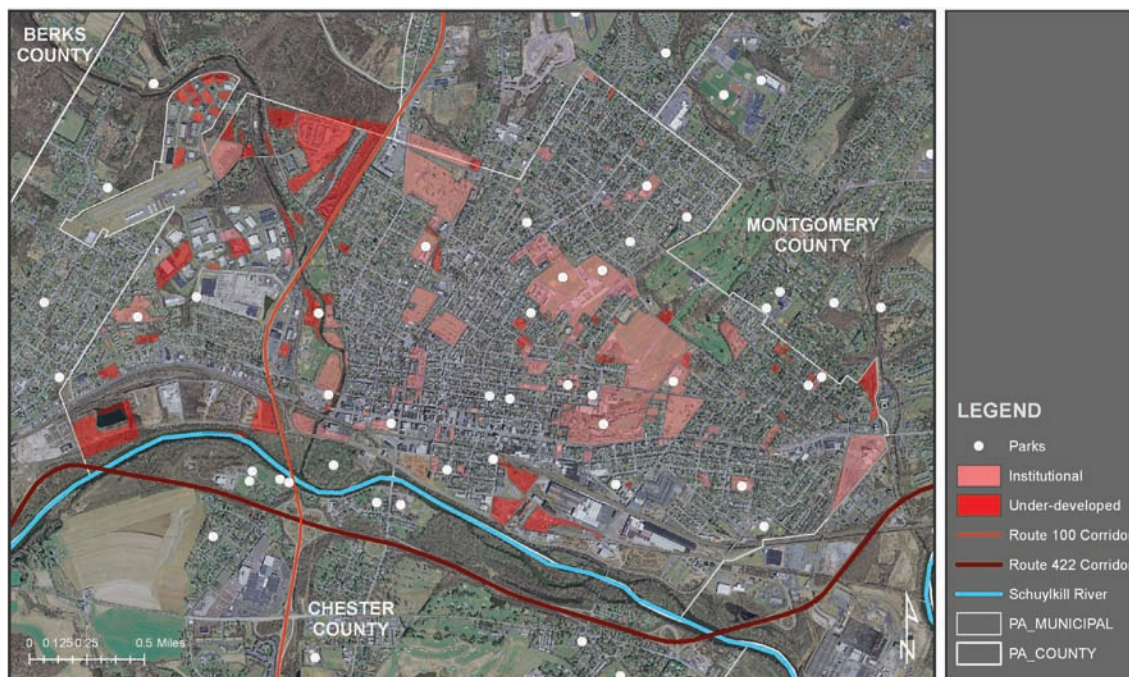 BERKS
COUNTY
MONTGOMERY
COUNTY
CHESTER
COUNTY
0 0.125 0.25 0.5 Miles
N
LEGEND
Parks
Institutional
Under-developed
Route 100 Corridor
Route 422 Corridor
Schuylkill River
PA_MUNICIPAL
PA_COUNTY